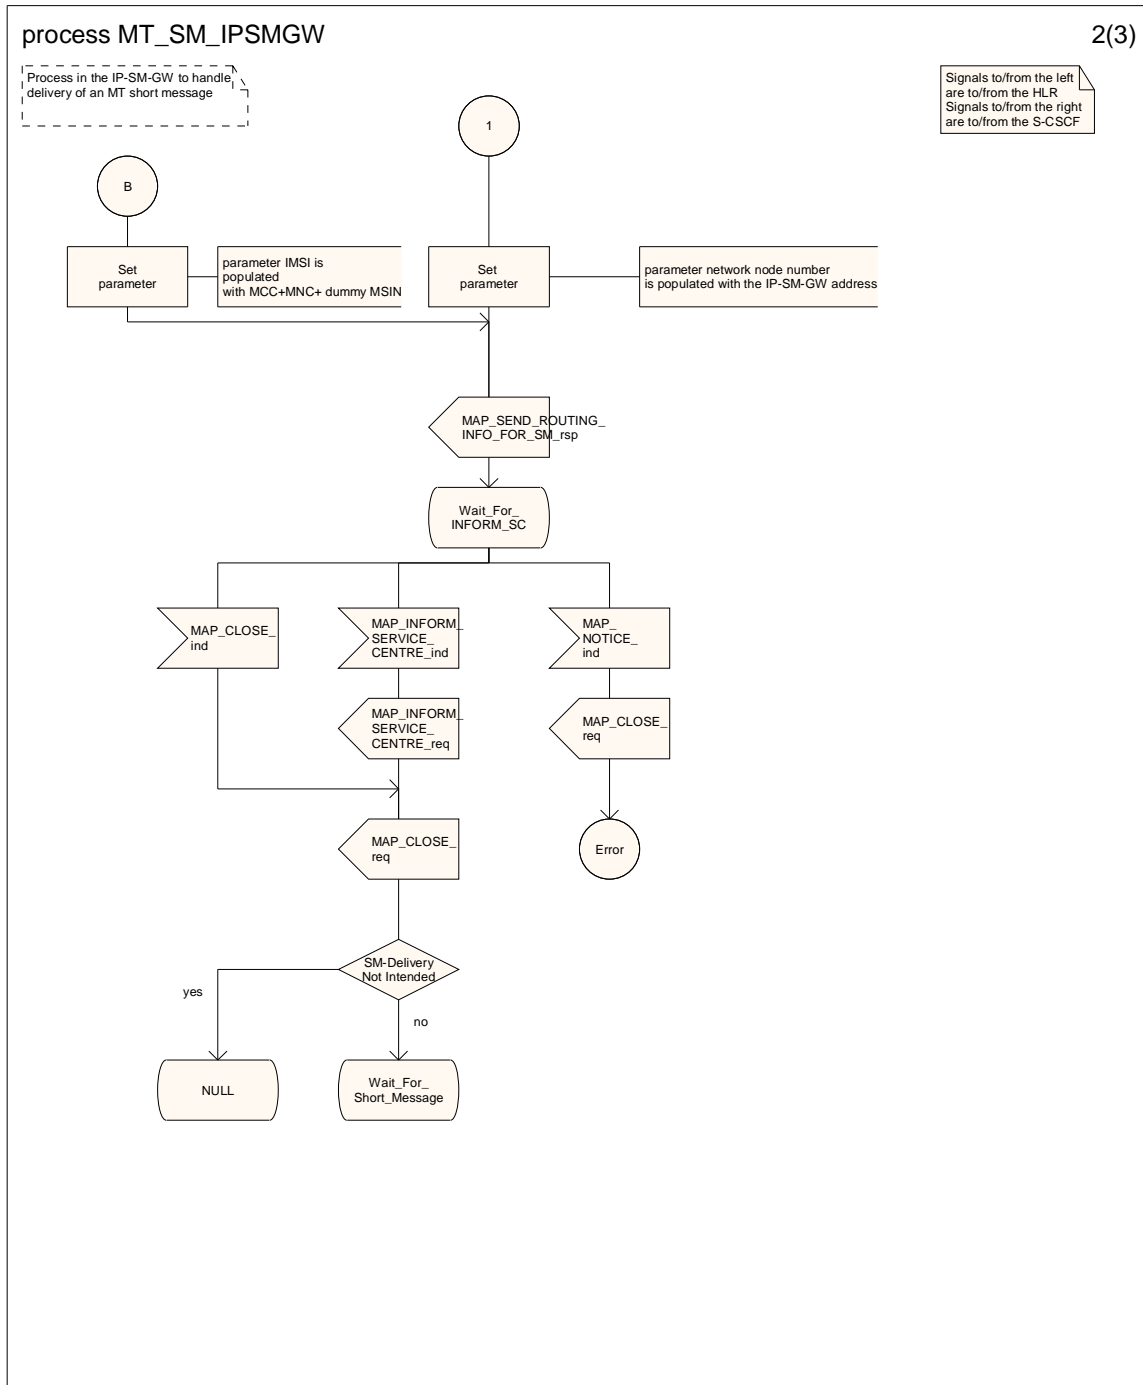 process MT_SM_IPSMGW
2(3)
Process in the IP-SM-GW to handle
delivery of an MT short message
Signals to/from the left
are to/from the HLR
Signals to/from the right
are to/from the S-CSCF
1
B
Set
parameter
parameter IMSI is
populated
with MCC+MNC+ dummy MSIN
Set
parameter
parameter network node number
is populated with the IP-SM-GW address
MAP_SEND_ROUTING_
INFO_FOR_SM_rsp
Wait_For_
INFORM_SC
MAP_CLOSE_
ind
MAP_INFORM_
SERVICE_
CENTRE_ind
MAP_
NOTICE_
ind
MAP_INFORM_
SERVICE_
CENTRE_req
MAP_CLOSE_
req
MAP_CLOSE_
req
Error
SM-Delivery
Not Intended
yes
no
NULL
Wait_For_
Short_Message